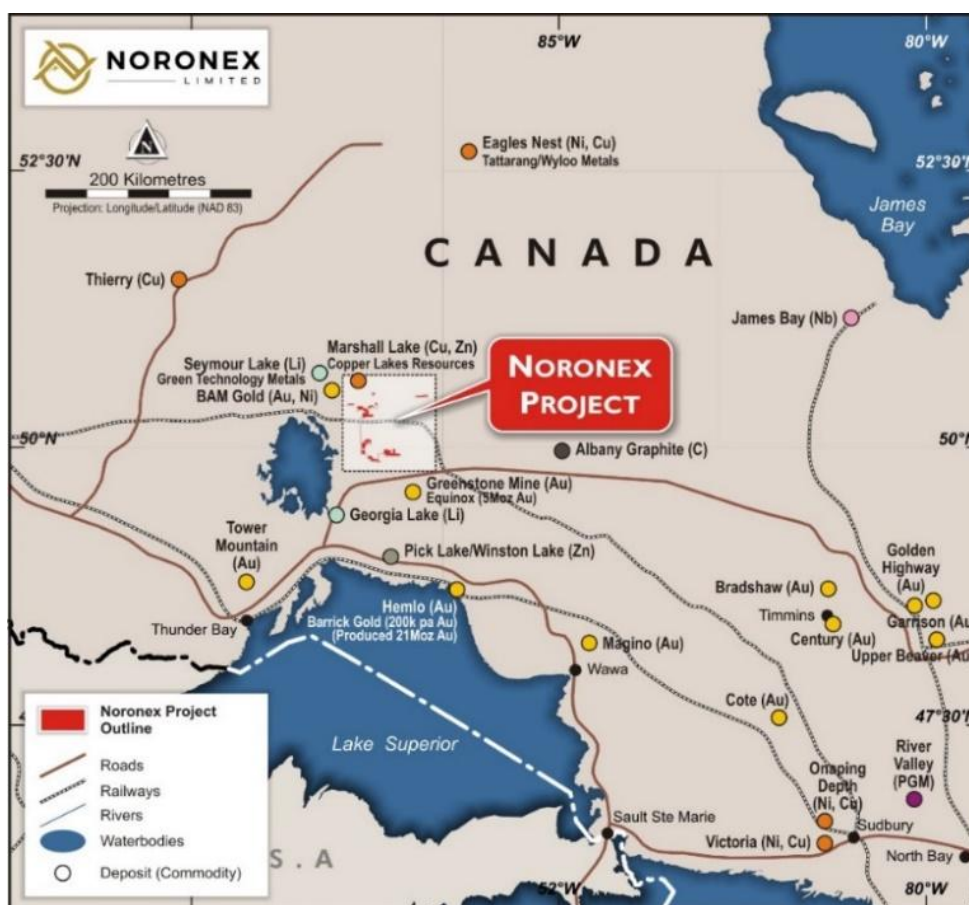 NORONEX
LIMITED
85°W
80°W
N
52°30'N
52°30'N
200 Kilometres
Projection: Longitude/Latitude (NAD 83)
Eagles Nest (Ni, Cu)
Tattarang/Wyloo Metals
James
Bay
CANADA
Thierry (Cu)
James Bay (Nb)
Marshall Lake (Cu, Zn)
Copper Lakes Resources
Seymour Lake (Li)
Green Technology Metals
BAM Gold (Au, Ni)
NORONEX
PROJECT
50°N
50°N
Albany Graphite (C)
Greenstone Mine (Au)
Equinox (5Moz Au)
Georgia Lake (Li)
Tower
Mountain
(Au)
Pick Lake/Winston Lake (Zn)
Golden
Highway
(Au)
Bradshaw (Au)
Hemlo (Au)
Barrick Gold (200k pa Au)
(Produced 21Moz Au)
Thunder Bay
Timmins
Garrison (Au
Century (Au)
Magino (Au)
Upper Beaver (Au
Wawa
Cote (Au)
47°30'N
Noronex Project
Outline
Roads
Railways
Rivers
Waterbodies
Deposit (Commodity)
Lake Superior
River
Valley
(PGM)
Onaping
Depth
(Ni, Cu)
Sault Ste Marie
Sudbury
Victoria (Ni, Cu)
North Bay
S.A
52°W
80°W